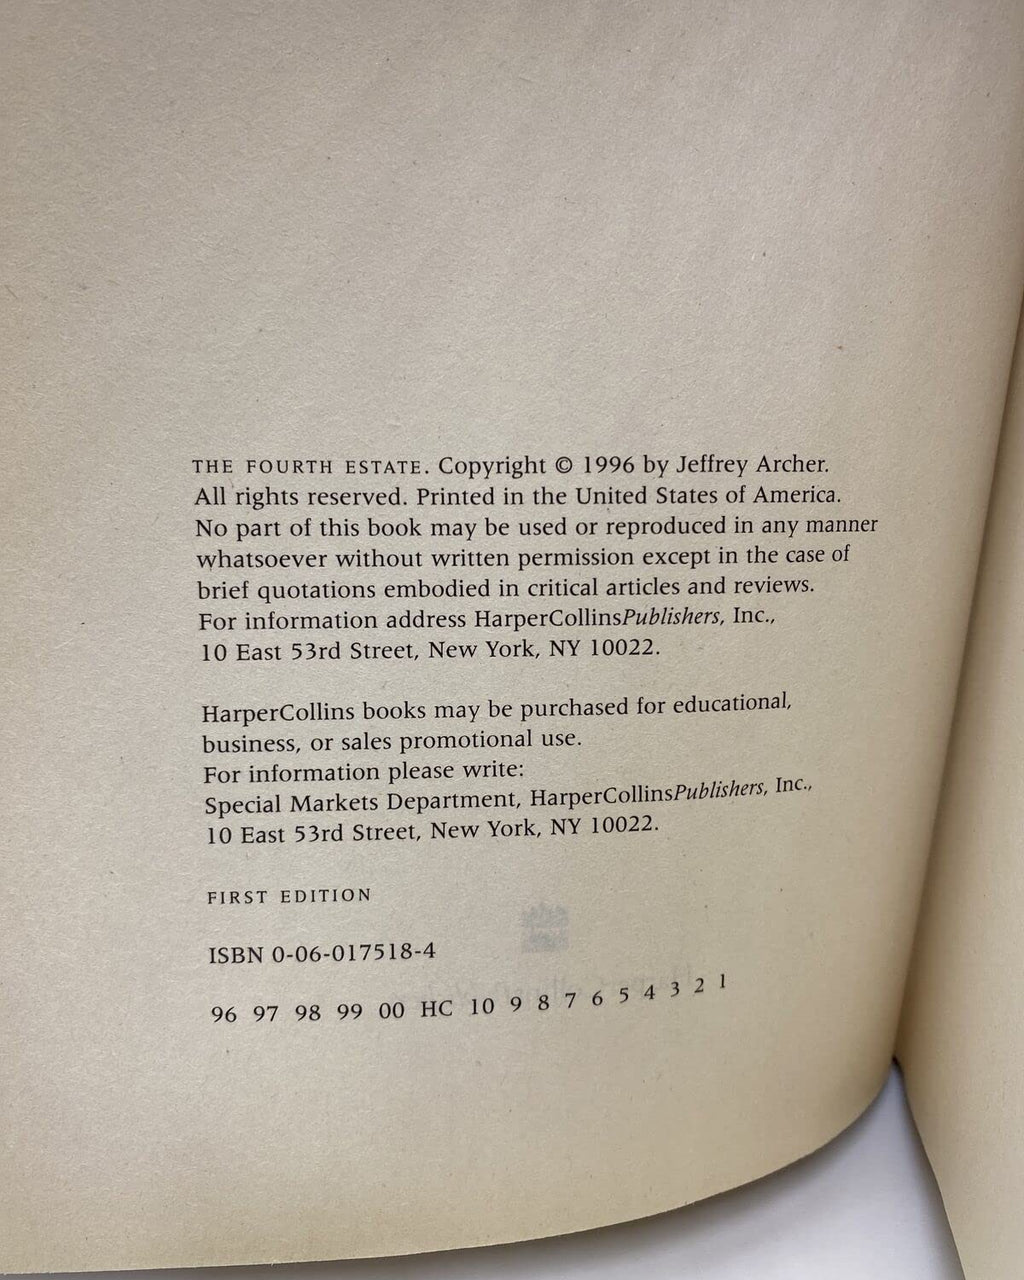 THE FOURTH ESTATE. Copyright © 1996 by Jeffrey Archer.
All rights reserved. Printed in the United States of America.
No part of this book may be used or reproduced in any manner
whatsoever without written permission except in the case of
brief quotations embodied in critical articles and reviews.
For information address HarperCollinsPublishers, Inc.,
10 East 53rd Street, New York, NY 10022.
HarperCollins books may be purchased for educational,
business, or sales promotional use.
For information please write:
Special Markets Department, HarperCollinsPublishers, Inc.,
10 East 53rd Street, New York, NY 10022.
FIRST EDITION
ISBN 0-06-017518-4
96 97 98 99 00 HC 10 9 8 7 6 5 4 3 2 1